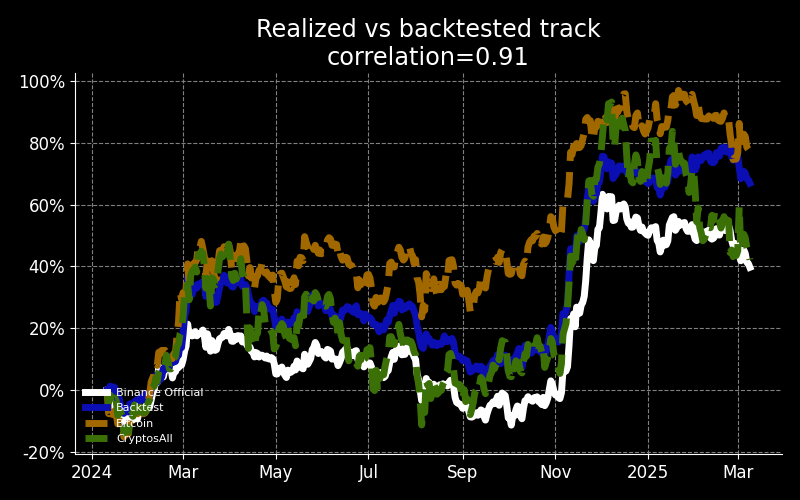 Realized vs backtested track
correlation=0.91
100%
80%
60%
40%
20%
0%
-20%
Binance Official
Backtest
Bitcoin
CryptosAll
2024 Mar May Jul Sep Nov 2025 Mar